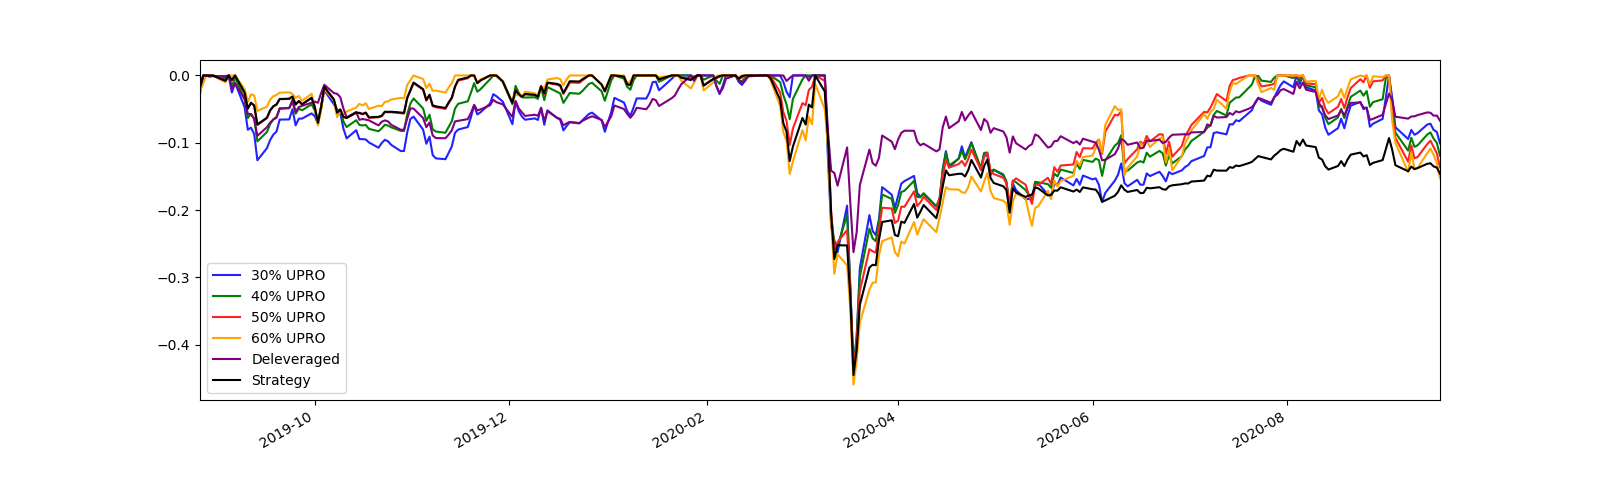 0.0
−0.1
−0.2
−0.3
−0.4
30% UPRO
40% UPRO
50% UPRO
60% UPRO
Deleveraged
Strategy
2019-10
2019-12
2020-02
2020-04
2020-06
2020-08